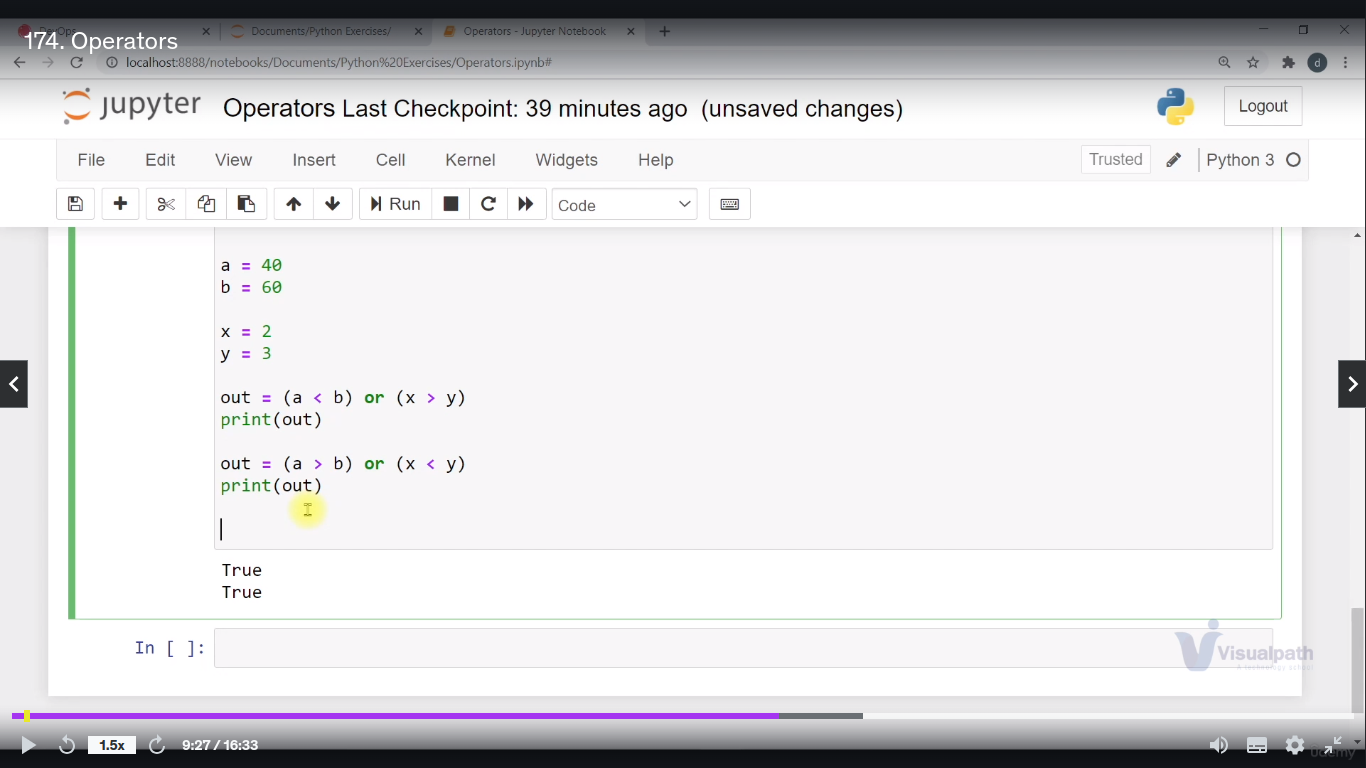 174. Operators
Documents/Python Exercises/
Operators - Jupyter Notebook
localhost:8888/notebooks/Documents/Python%20Exercises/Operators.ipynb#
d
jupyter
Operators Last Checkpoint: 39 minutes ago (unsaved changes)
Logout
File Edit View Insert Cell Kernel Widgets Help
Trusted
Python 3
Run
Code
a = 40
b = 60
x = 2
y = 3
out = (a < b) or (x > y)
print(out)
out = (a > b) or (x < y)
print(out)
True
True
In [ ]:
Visualpath
1.5x
9:27 / 16:33
ûdemy